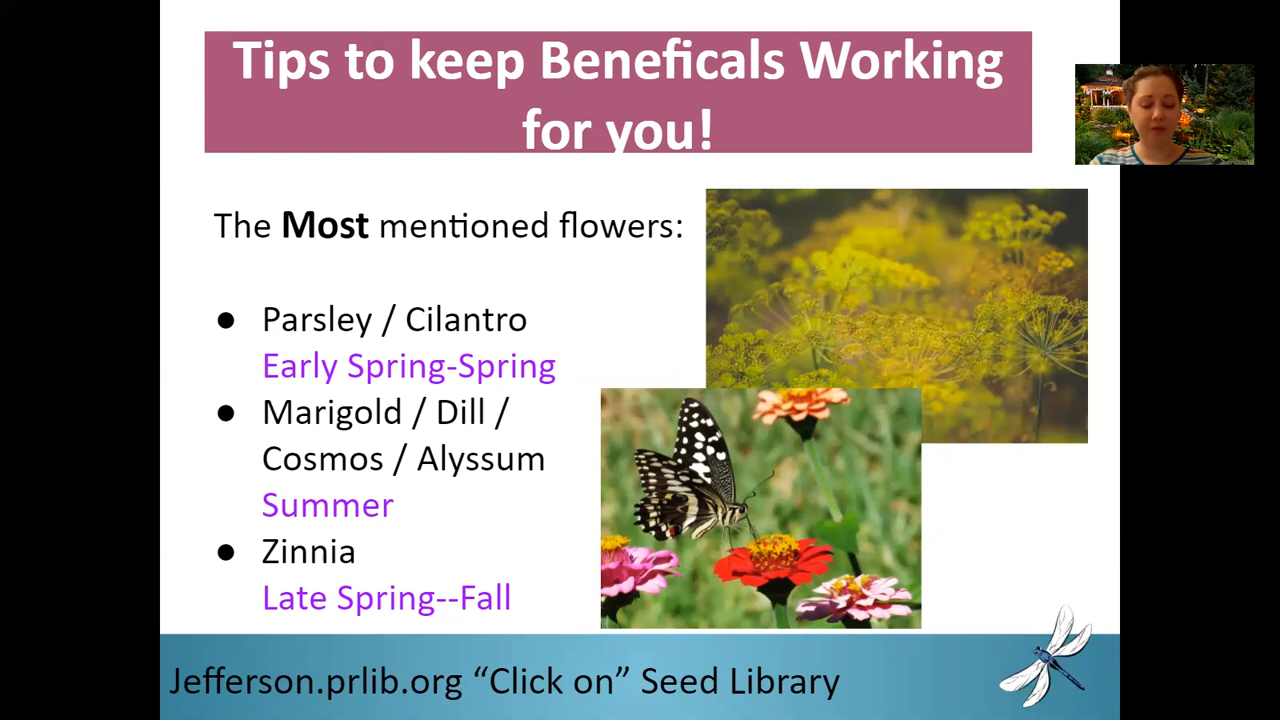 Tips to keep Beneficals Working
for you!
The Most mentioned flowers:
● Parsley / Cilantro
Early Spring-Spring
● Marigold / Dill /
Cosmos / Alyssum
Summer
● Zinnia
Late Spring--Fall
Jefferson.prlib.org “Click on” Seed Library